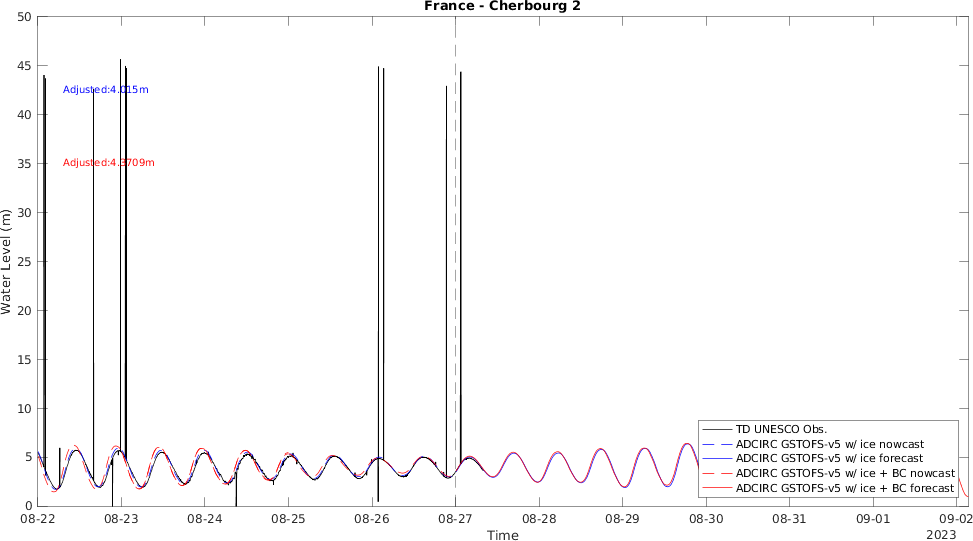 France - Cherbourg 2
50
45
40
35
30
25
20
15
10
5
0
Water Level (m)
Adjusted:4.015m
Adjusted:4.3709m
TD UNESCO Obs.
ADCIRC GSTOFS-v5 w/ ice nowcast
ADCIRC GSTOFS-v5 w/ ice forecast
ADCIRC GSTOFS-v5 w/ ice + BC nowcast
ADCIRC GSTOFS-v5 w/ ice + BC forecast
08-22 08-23 08-24 08-25 08-26 08-27 08-28 08-29 08-30 08-31 09-01 09-02
Time
2023